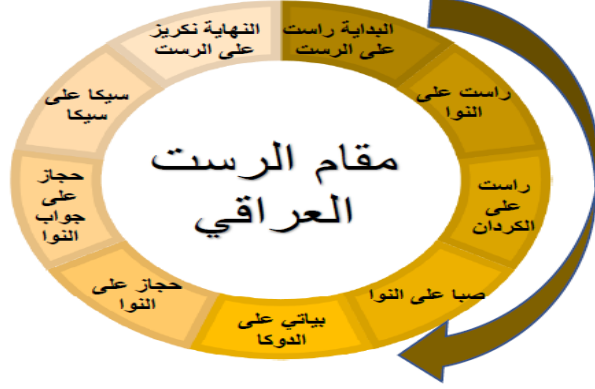 البداية راست
على الرست
راست على
النوا
راست
على
الكردان
صبا على النوا
بياتي على
الدوكا
حجاز على
النوا
حجاز
على
جواب
النوا
سيكا على
سيكا
النهاية نكريز
على الرست
مقام الرست
العراقي